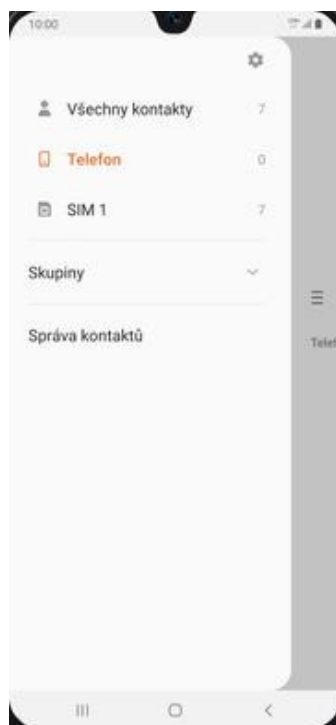 10:00
Všechny kontakty 7
Telefon 0
SIM 1 7
Skupiny
Správa kontaktů
Telef